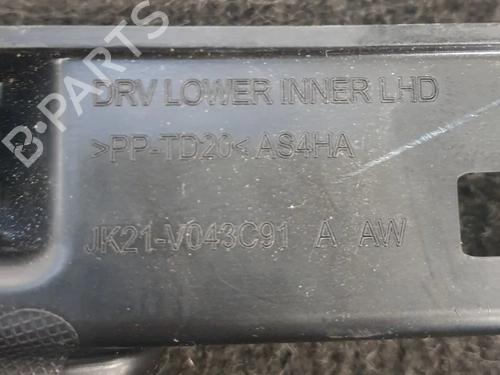 B-PARTS
DRV LOWER INNER LHD
>PP-TD20< AS4HA
JK21-V043C91 A AW